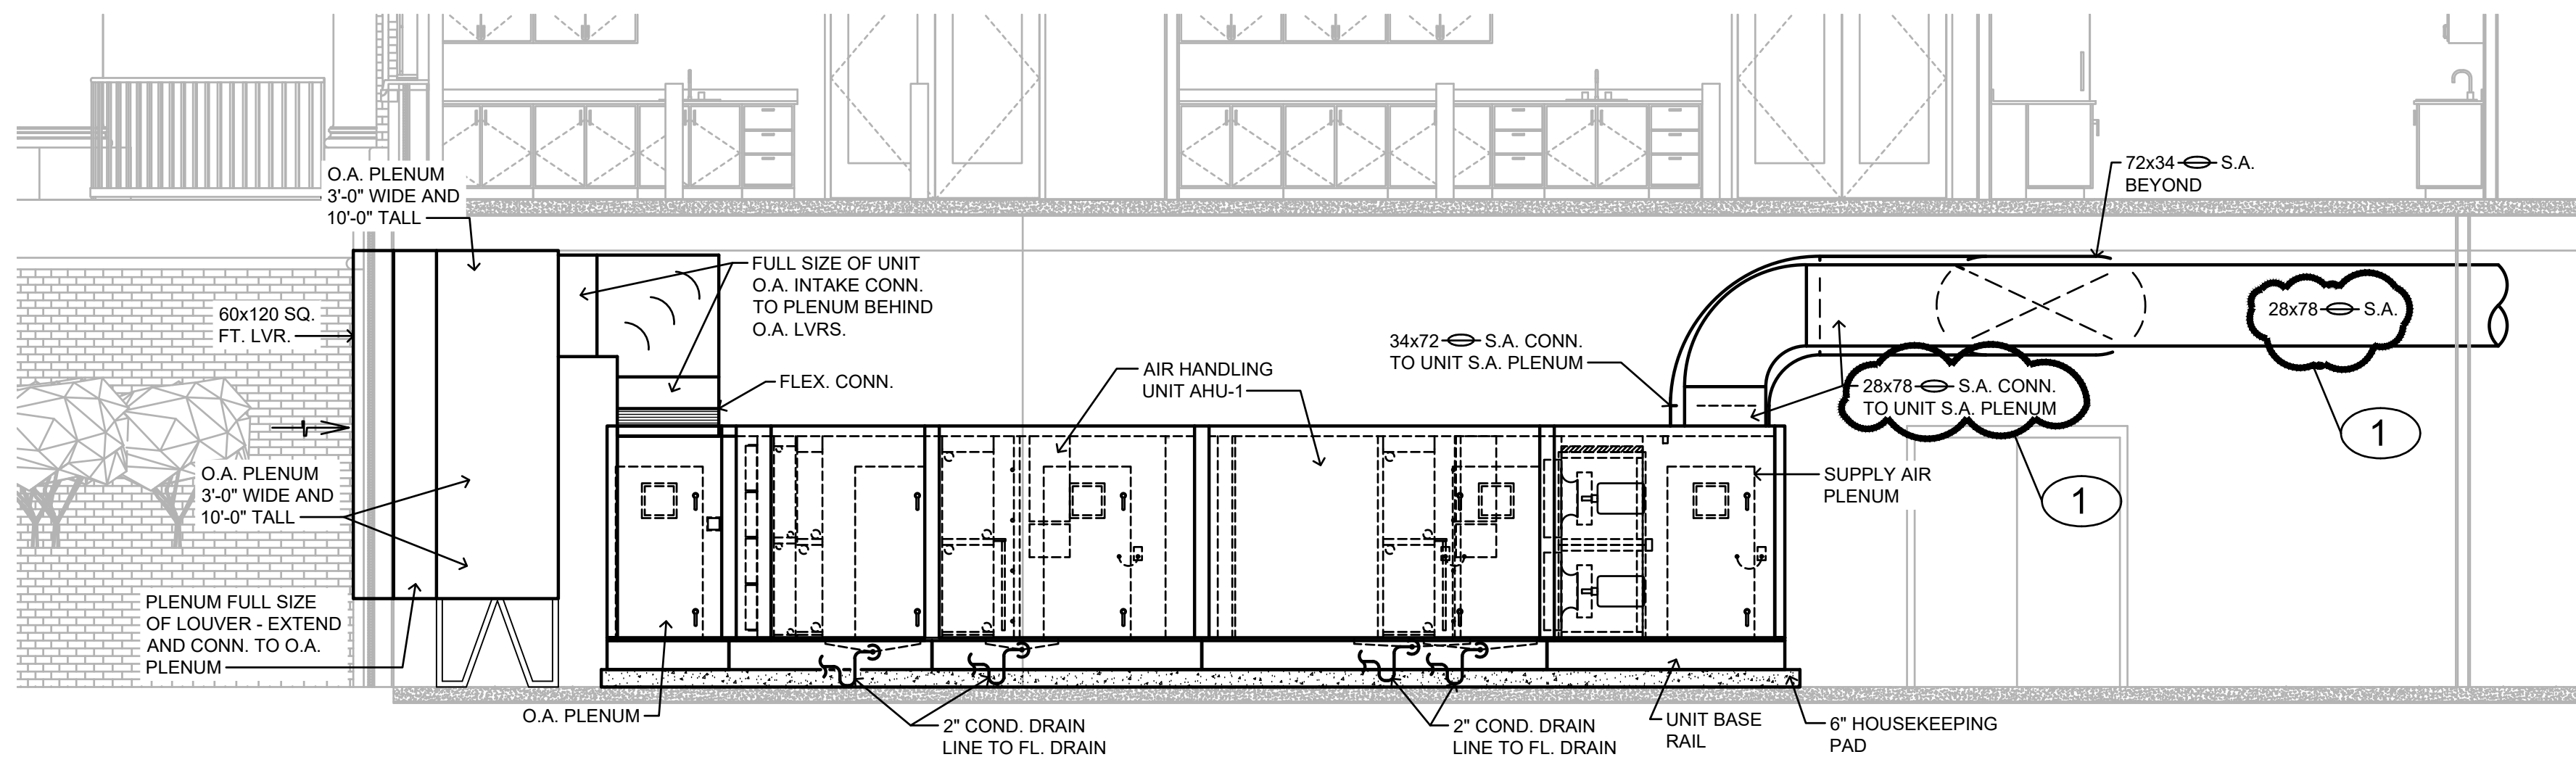 O.A. PLENUM
3'-0" WIDE AND
10'-0" TALL
60x120 SQ.
FT. LVR.
O.A. PLENUM
3'-0" WIDE AND
10'-0" TALL
PLENUM FULL SIZE
OF LOUVER - EXTEND
AND CONN. TO O.A.
PLENUM
FULL SIZE OF UNIT
O.A. INTAKE CONN.
TO PLENUM BEHIND
O.A. LVRS.
FLEX. CONN.
AIR HANDLING
UNIT AHU-1
34x72 S.A. CONN.
TO UNIT S.A. PLENUM
72x34 S.A.
BEYOND
28x78 S.A.
1
28x78 S.A. CONN.
TO UNIT S.A. PLENUM
1
SUPPLY AIR
PLENUM
O.A. PLENUM
2" COND. DRAIN
LINE TO FL. DRAIN
2" COND. DRAIN
LINE TO FL. DRAIN
UNIT BASE
RAIL
6" HOUSEKEEPING
PAD